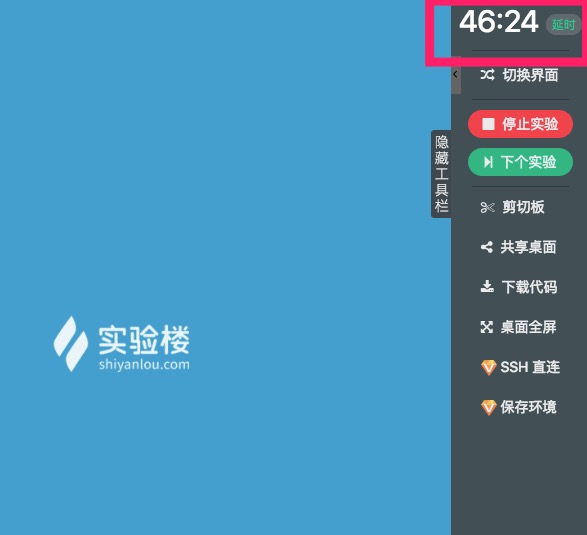 46:24 延时
切换界面
停止实验
下个实验
隐藏工具栏
剪切板
共享桌面
下载代码
桌面全屏
SSH 直连
保存环境
实验楼
shiyanlou.com